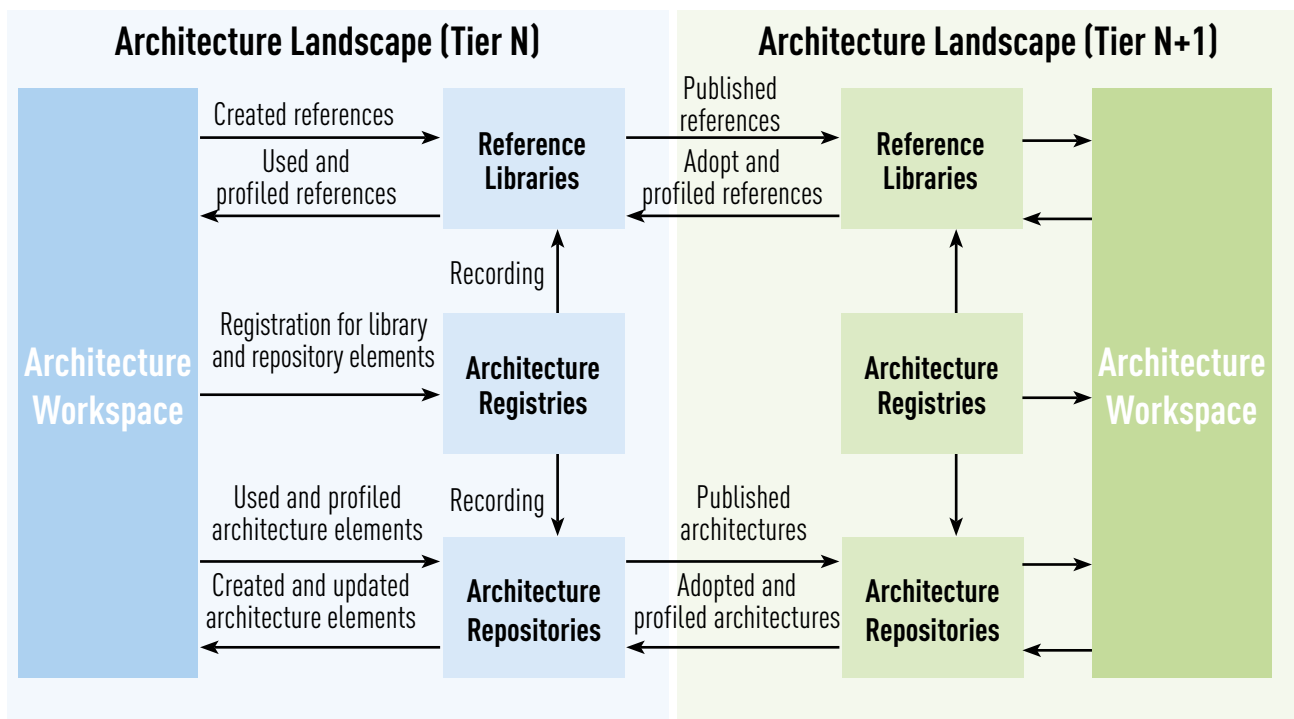 Architecture Landscape (Tier N)
Architecture Landscape (Tier N+1)
Created references
Used and
profiled references
Reference
Libraries
Published
references
Adopt and
profiled references
Reference
Libraries
Recording
Registration for library
and repository elements
Architecture
Workspace
Architecture
Registries
Architecture
Registries
Architecture
Workspace
Used and profiled
architecture elements
Recording
Published
architectures
Created and updated
architecture elements
Architecture
Repositories
Adopted and
profiled architectures
Architecture
Repositories